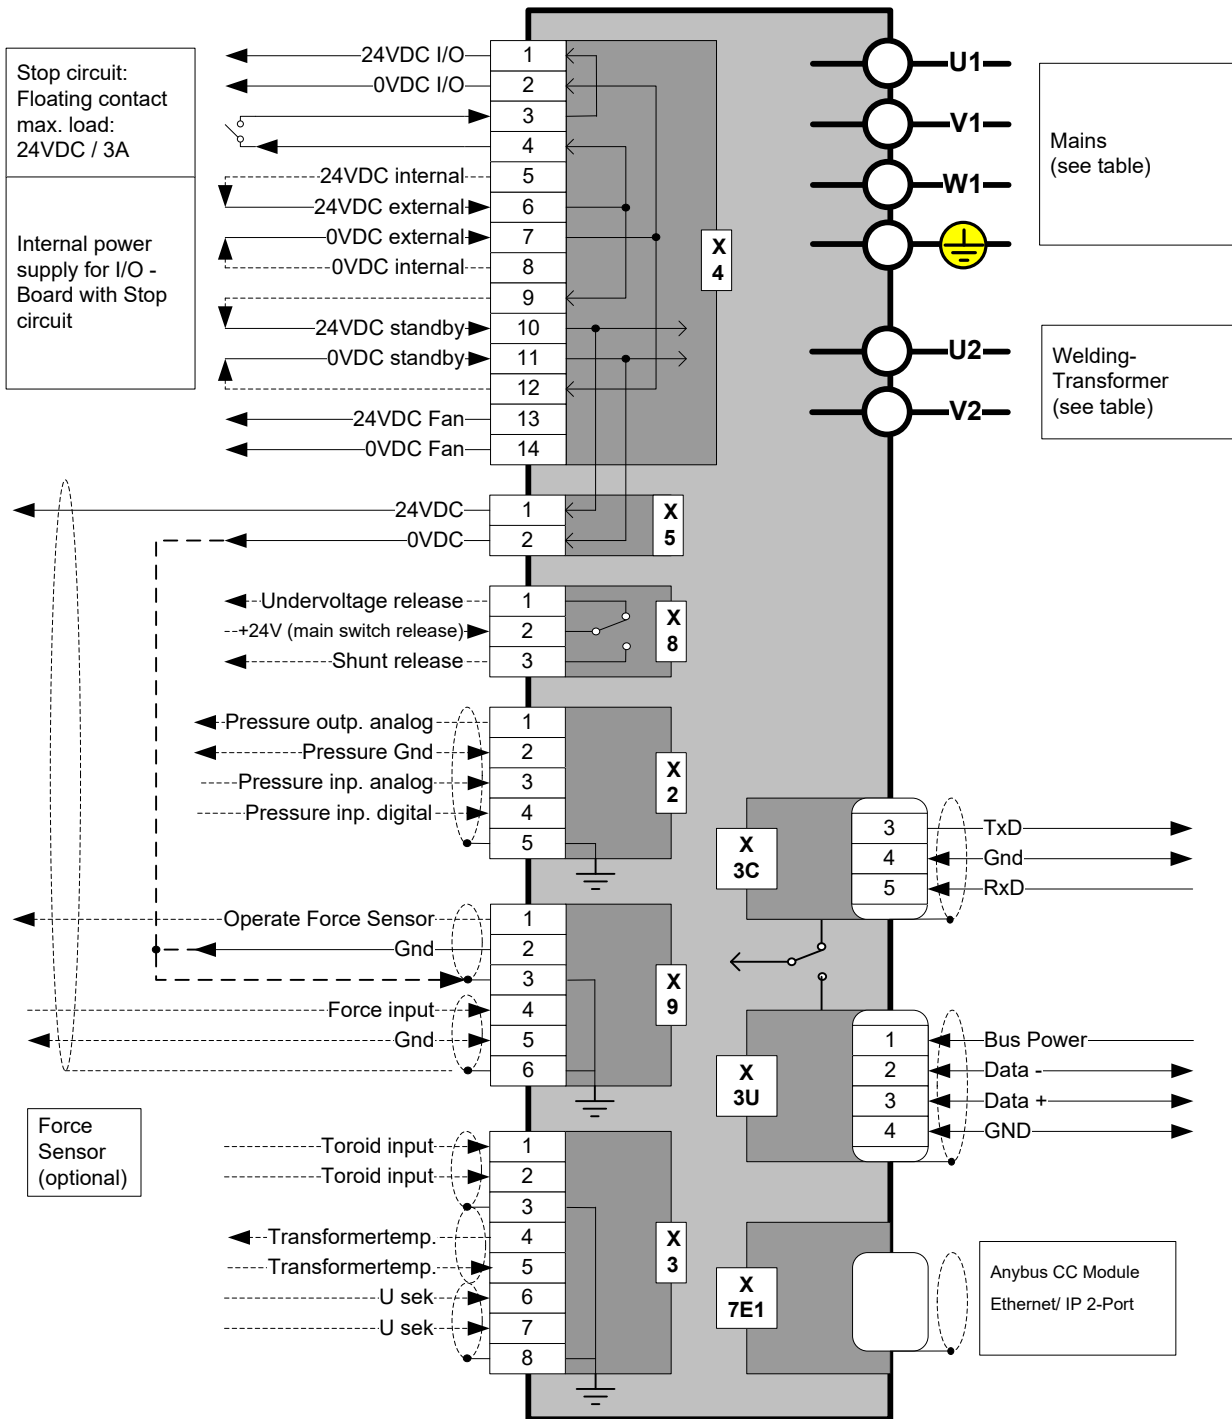 Stop circuit:
Floating contact
max. load:
24VDC / 3A
Internal power
supply for I/O -
Board with Stop
circuit
24VDC I/O 1
0VDC I/O 2
3
4
24VDC internal 5
24VDC external 6
0VDC external 7
0VDC internal 8
9
24VDC standby 10
0VDC standby 11
12
24VDC Fan 13
0VDC Fan 14
X
4
24VDC 1
0VDC 2
X
5
Undervoltage release 1
+24V (main switch release) 2
Shunt release 3
X
8
Pressure outp. analog 1
Pressure Gnd 2
Pressure inp. analog 3
Pressure inp. digital 4
5
X
2
Operate Force Sensor 1
Gnd 2
3
Force input 4
Gnd 5
6
X
9
Force
Sensor
(optional)
Toroid input 1
Toroid input 2
3
Transformertemp. 4
Transformertemp. 5
U sek 6
U sek 7
8
X
3
U1
V1
W1
Mains
(see table)
U2
V2
Welding-
Transformer
(see table)
X
3C
3 TxD
4 Gnd
5 RxD
X
3U
1 Bus Power
2 Data -
3 Data +
4 GND
X
7E1
Anybus CC Module
Ethernet/ IP 2-Port